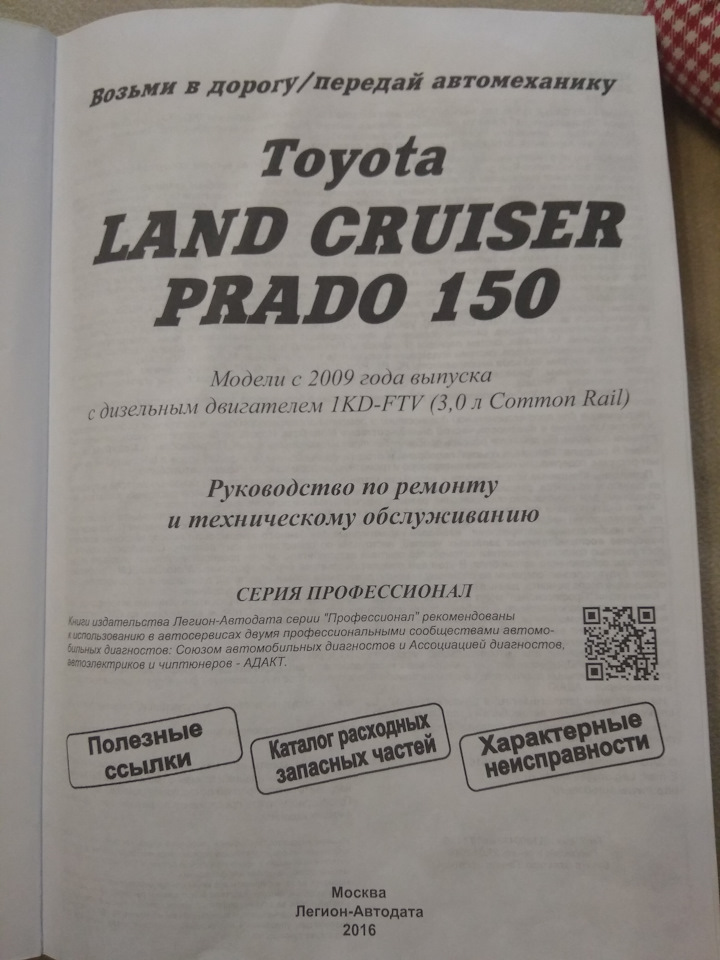 Возьми в дорогу/передай автомеханику
Toyota
LAND CRUISER
PRADO 150
Модели с 2009 года выпуска
с дизельным двигателем 1KD-FTV (3,0 л Common Rail)
Руководство по ремонту
и техническому обслуживанию
СЕРИЯ ПРОФЕССИОНАЛ
Книги издательства Легион-Автодата серии "Профессионал" рекомендованы
к использованию в автосервисах двумя профессиональными сообществами автомо-
бильных диагностов: Союзом автомобильных диагностов и Ассоциацией диагностов,
автоэлектриков и чиптюнеров - АДАКТ.
Полезные
ссылки
Каталог расходных
запасных частей
Характерные
неисправности
Москва
Легион-Автодата
2016